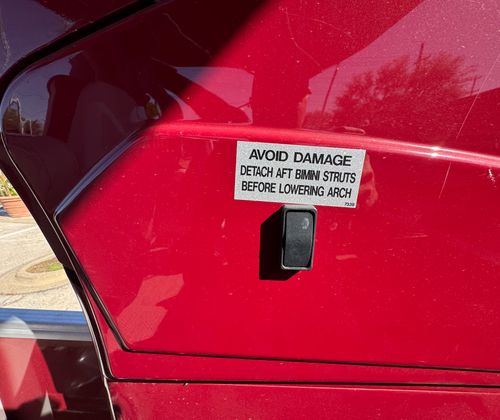 AVOID DAMAGE
DETACH AFT BIMINI STRUTS
BEFORE LOWERING ARCH